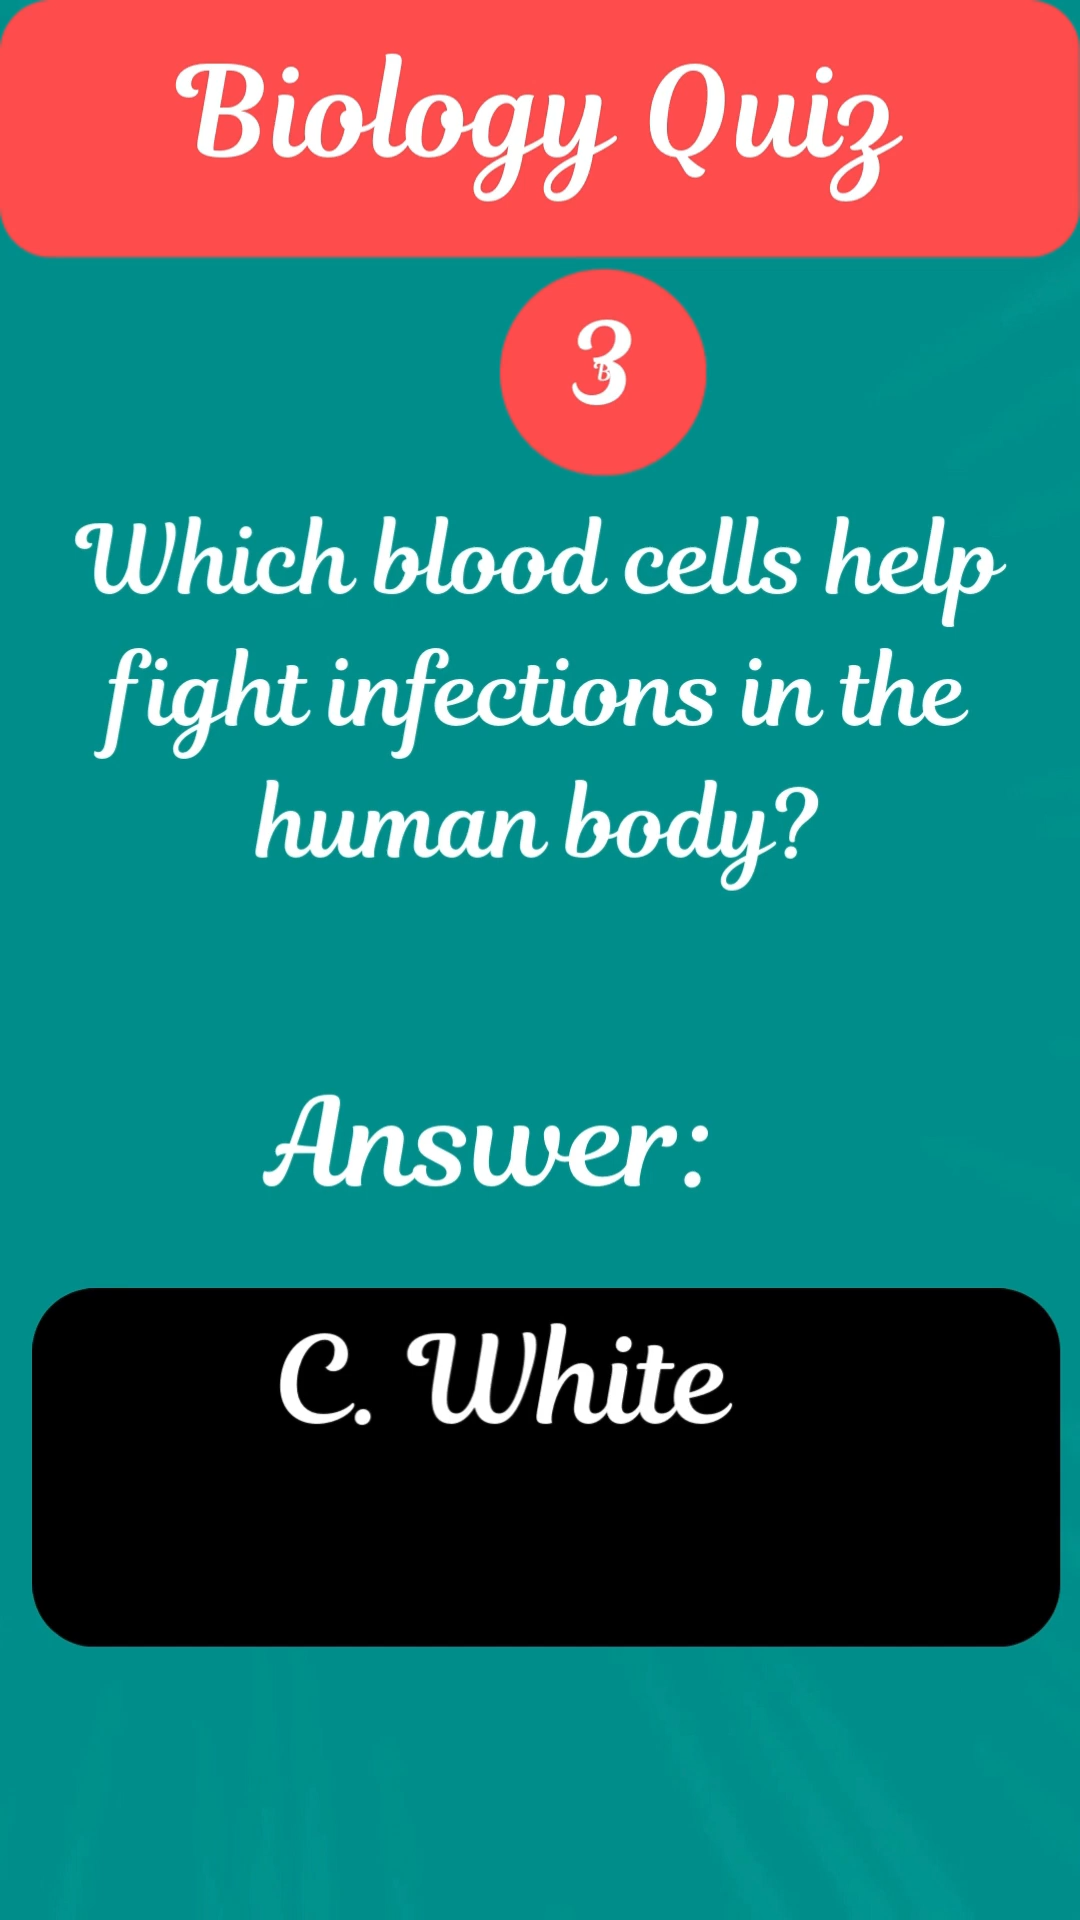 Biology Quiz
3
B
Which blood cells help
fight infections in the
human body?
Answer:
C. White